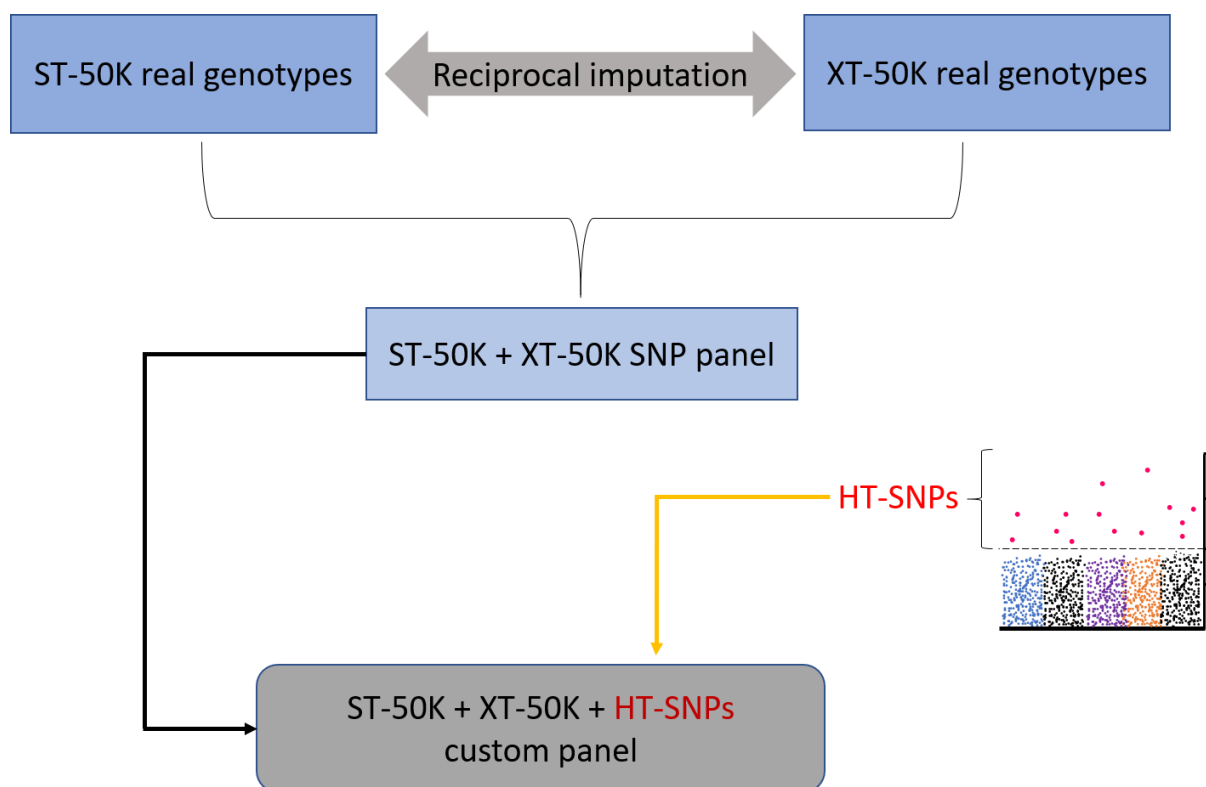 ST-50K real genotypes
Reciprocal imputation
XT-50K real genotypes
ST-50K + XT-50K SNP panel
HT-SNPs
ST-50K + XT-50K + HT-SNPs
custom panel